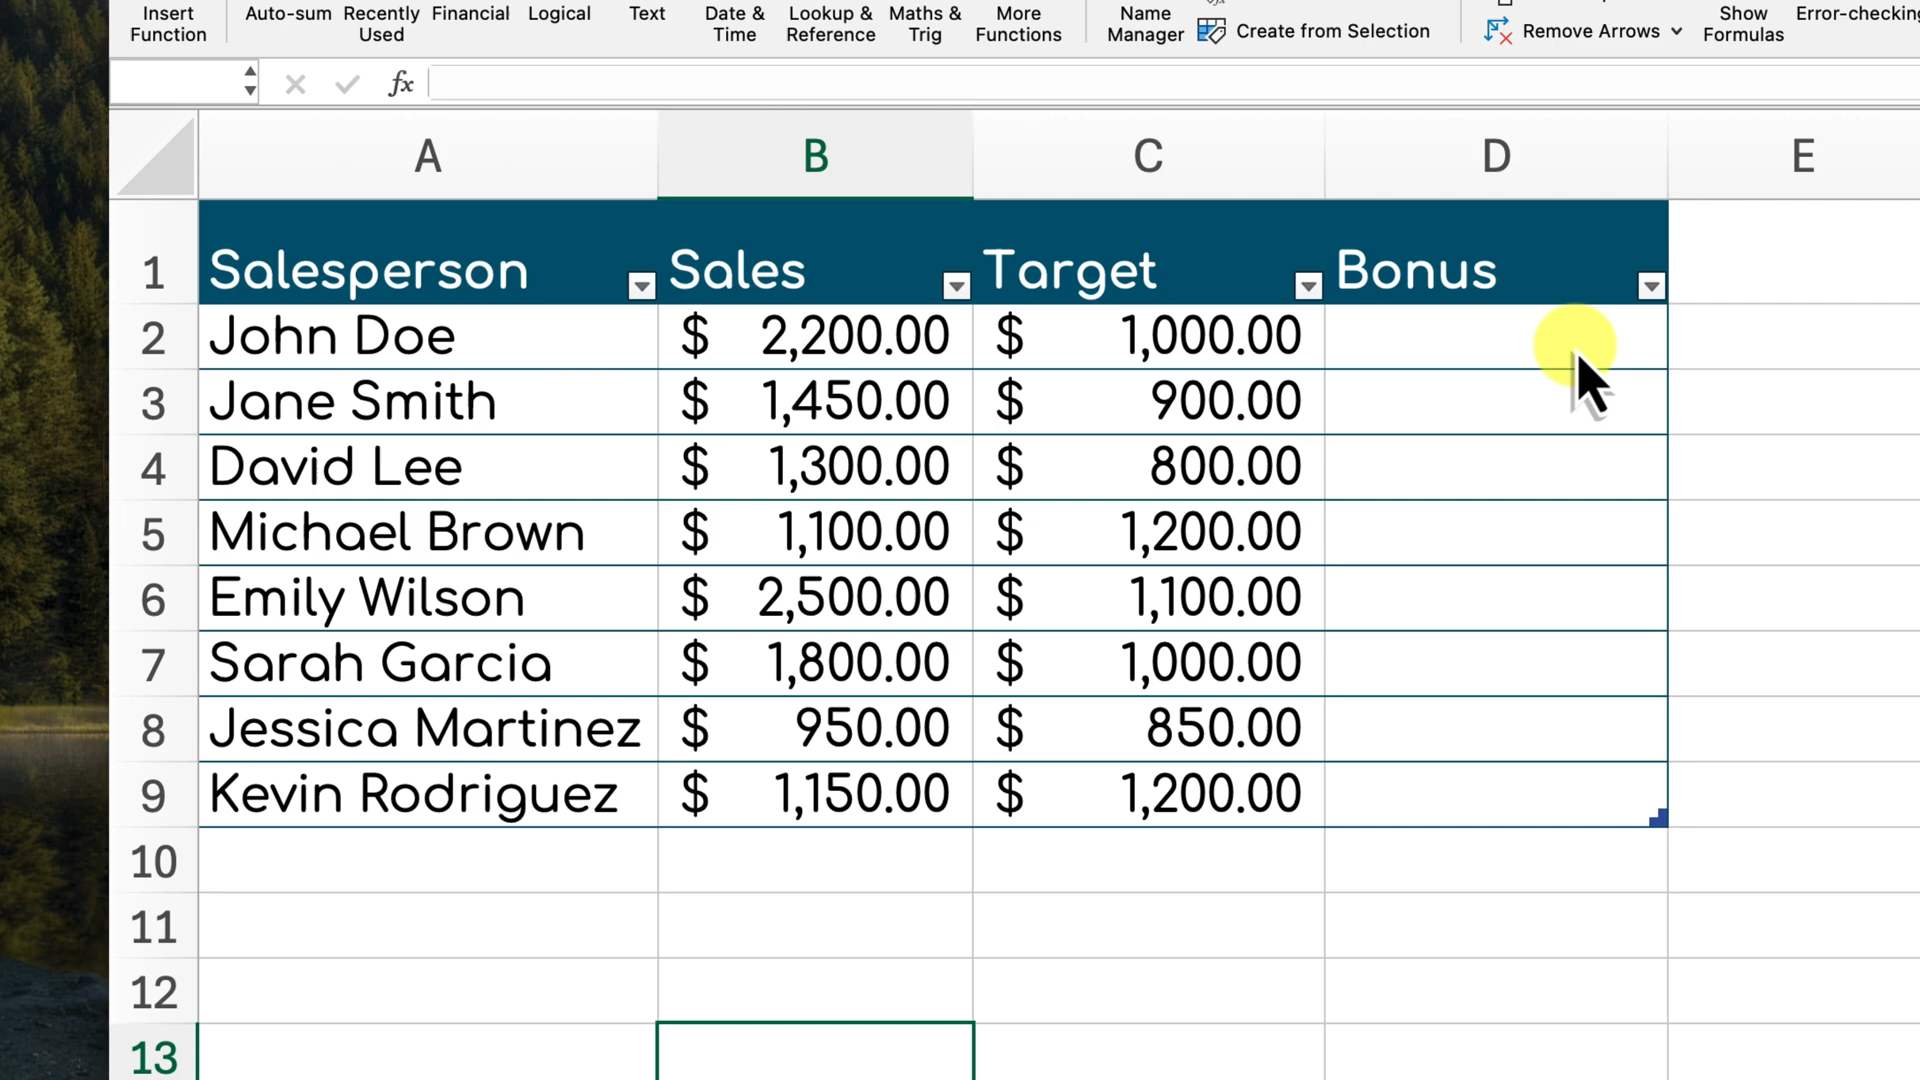 Insert Function
Auto-sum
Recently Used
Financial
Logical
Text
Date & Time
Lookup & Reference
Maths & Trig
More Functions
Name Manager
Create from Selection
Remove Arrows
Show Formulas
Error-checking
fx
A B C D E
1 Salesperson Sales Target Bonus
2 John Doe $ 2,200.00 $ 1,000.00
3 Jane Smith $ 1,450.00 $ 900.00
4 David Lee $ 1,300.00 $ 800.00
5 Michael Brown $ 1,100.00 $ 1,200.00
6 Emily Wilson $ 2,500.00 $ 1,100.00
7 Sarah Garcia $ 1,800.00 $ 1,000.00
8 Jessica Martinez $ 950.00 $ 850.00
9 Kevin Rodriguez $ 1,150.00 $ 1,200.00
10
11
12
13